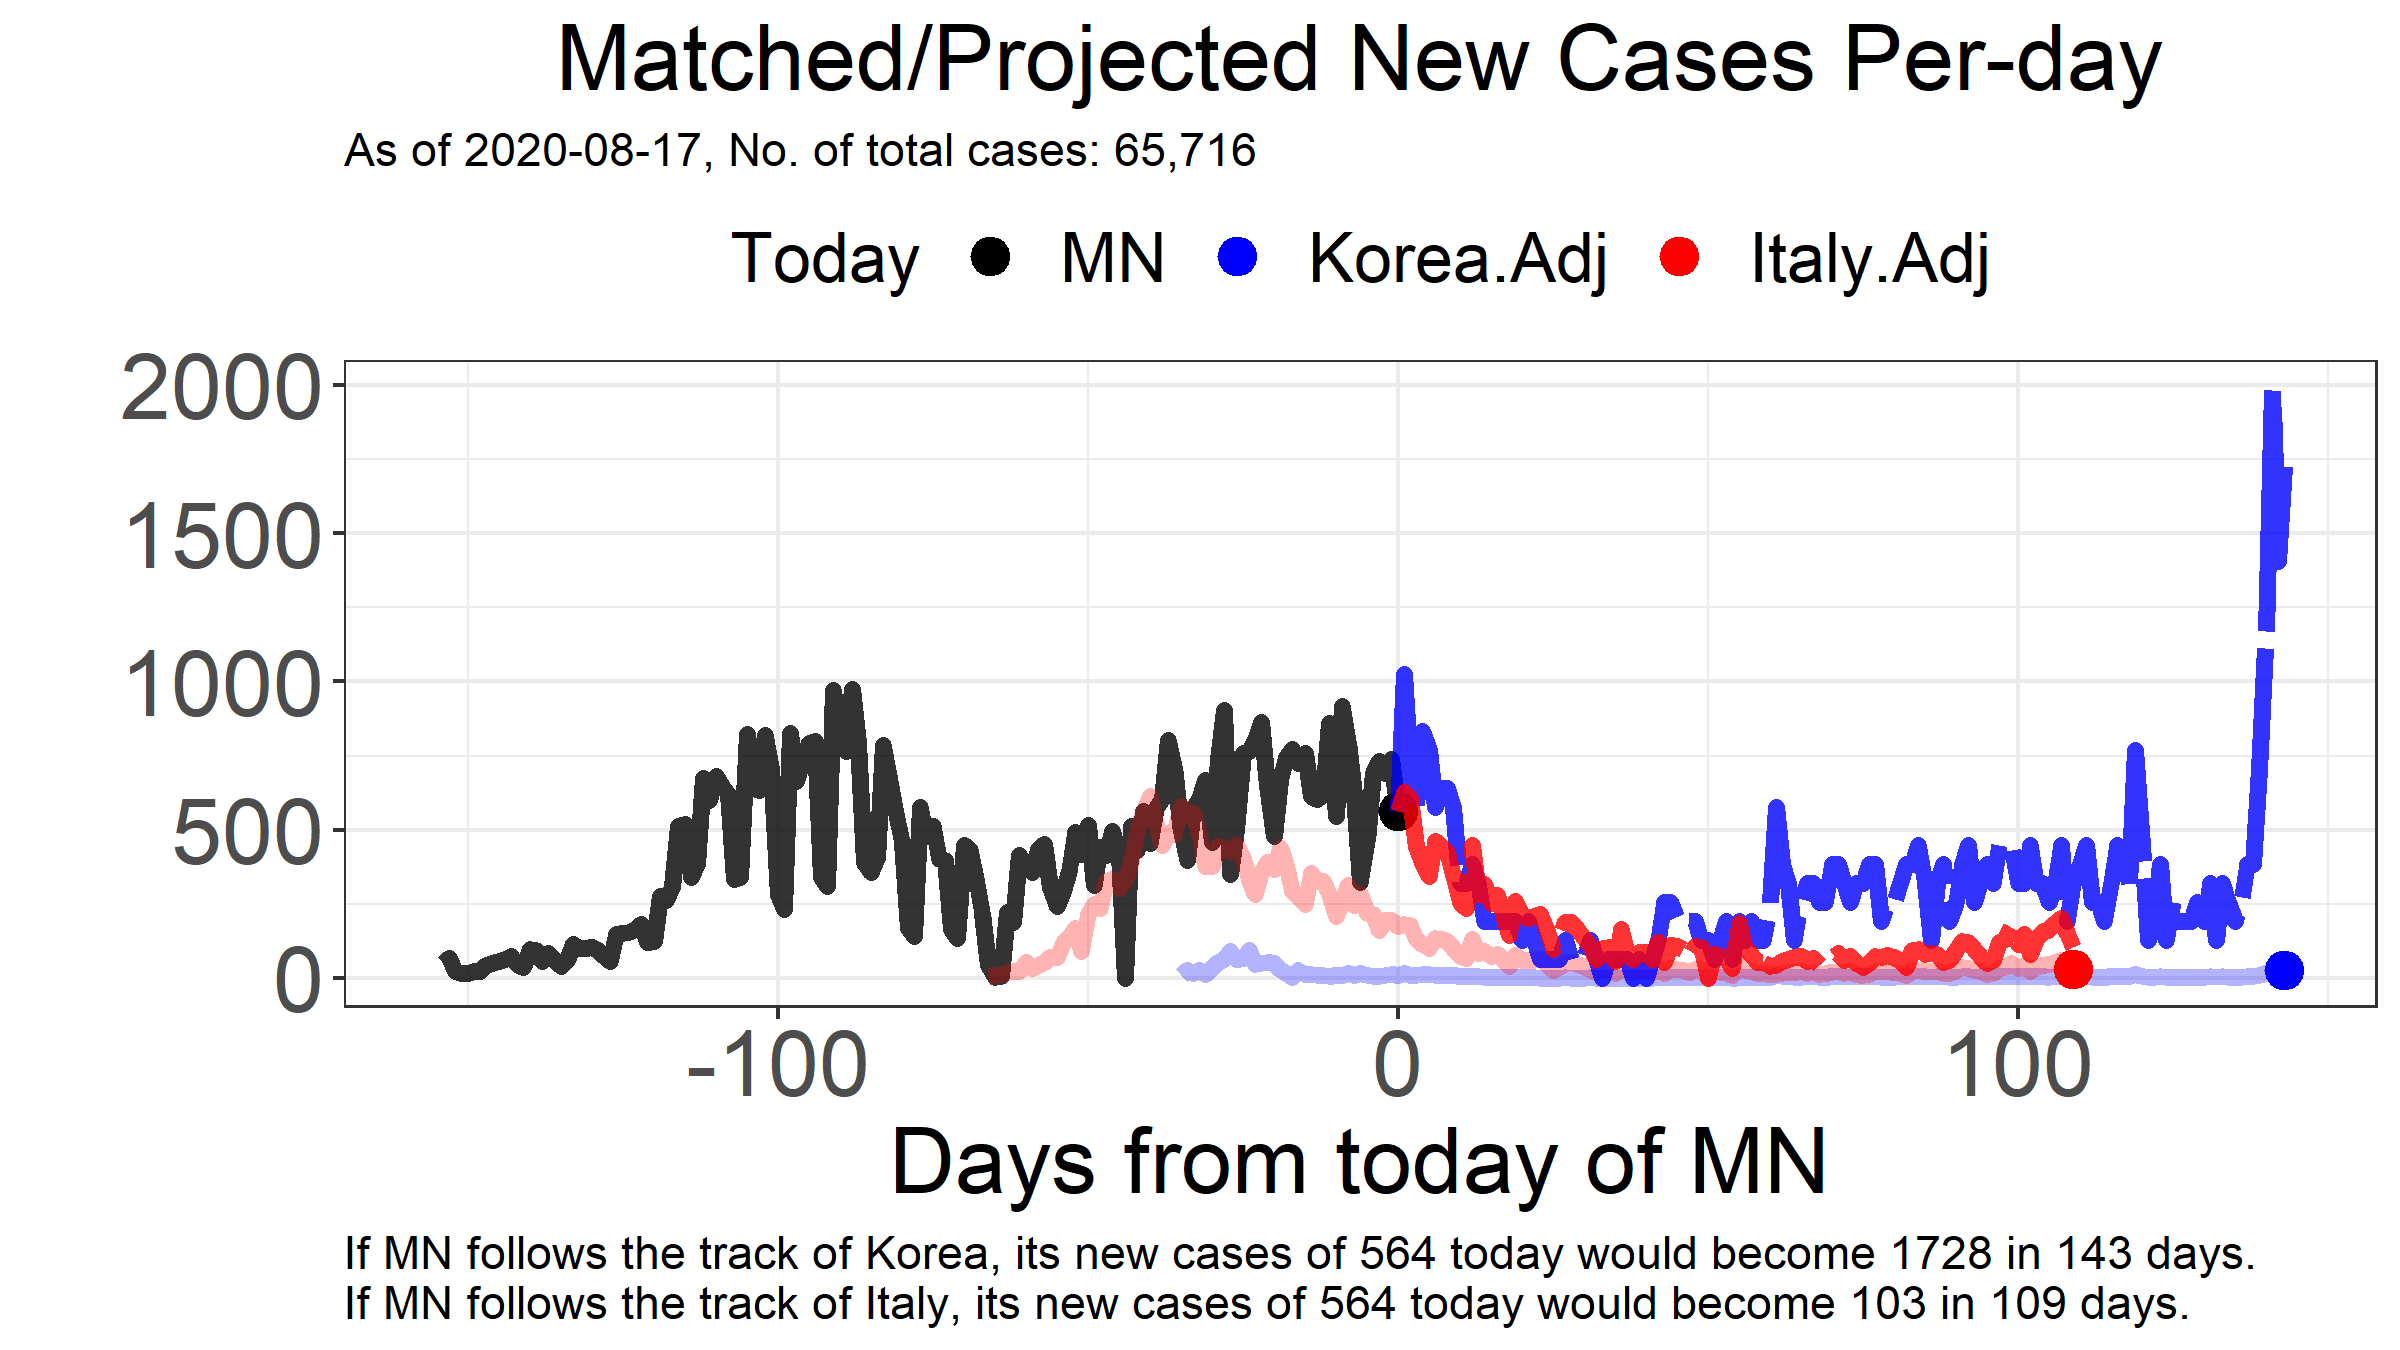 Matched/Projected New Cases Per-day
As of 2020-08-17, No. of total cases: 65,716
Today MN Korea.Adj Italy.Adj
2000
1500
1000
500
0
-100 0 100
Days from today of MN
If MN follows the track of Korea, its new cases of 564 today would become 1728 in 143 days.
If MN follows the track of Italy, its new cases of 564 today would become 103 in 109 days.